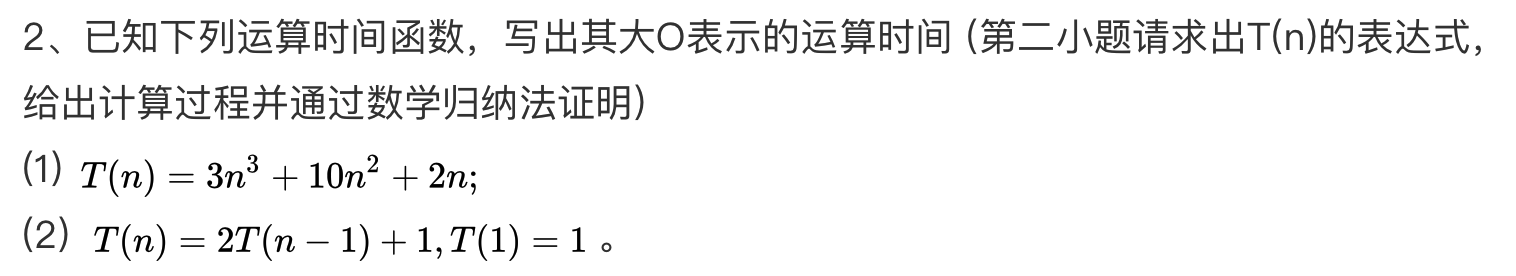 2、已知下列运算时间函数，写出其大O表示的运算时间 (第二小题请求出T(n)的表达式，
给出计算过程并通过数学归纳法证明)
(1) T(n) = 3n³ + 10n² + 2n;
(2) T(n) = 2T(n − 1) + 1, T(1) = 1 。